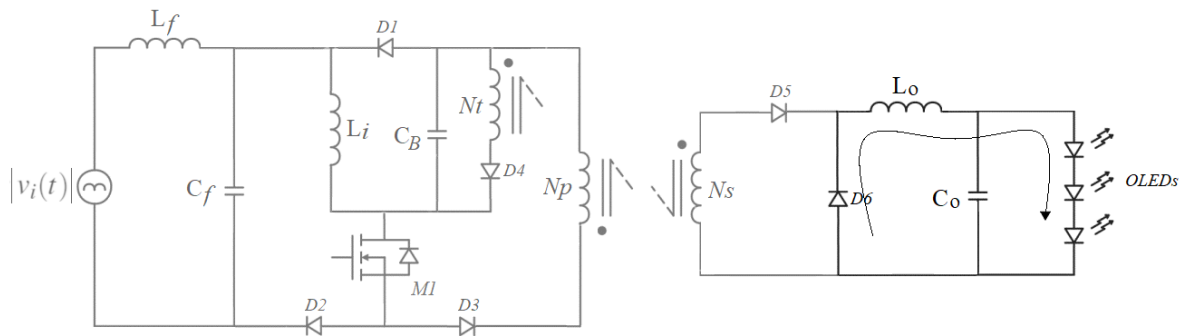 Lf
D1
Nt
Li
CB
D4
|vi(t)|
Cf
Np
M1
D2
D3
D5
Lo
Ns
D6
Co
OLEDs